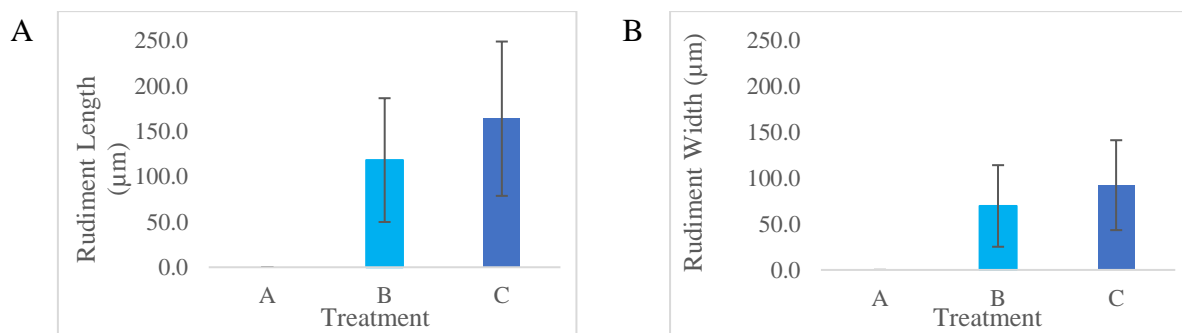 A
250.0
200.0
150.0
100.0
50.0
0.0
Rudiment Length
(μm)
A B C
Treatment
B
250.0
200.0
150.0
100.0
50.0
0.0
Rudiment Width (μm)
A B C
Treatment